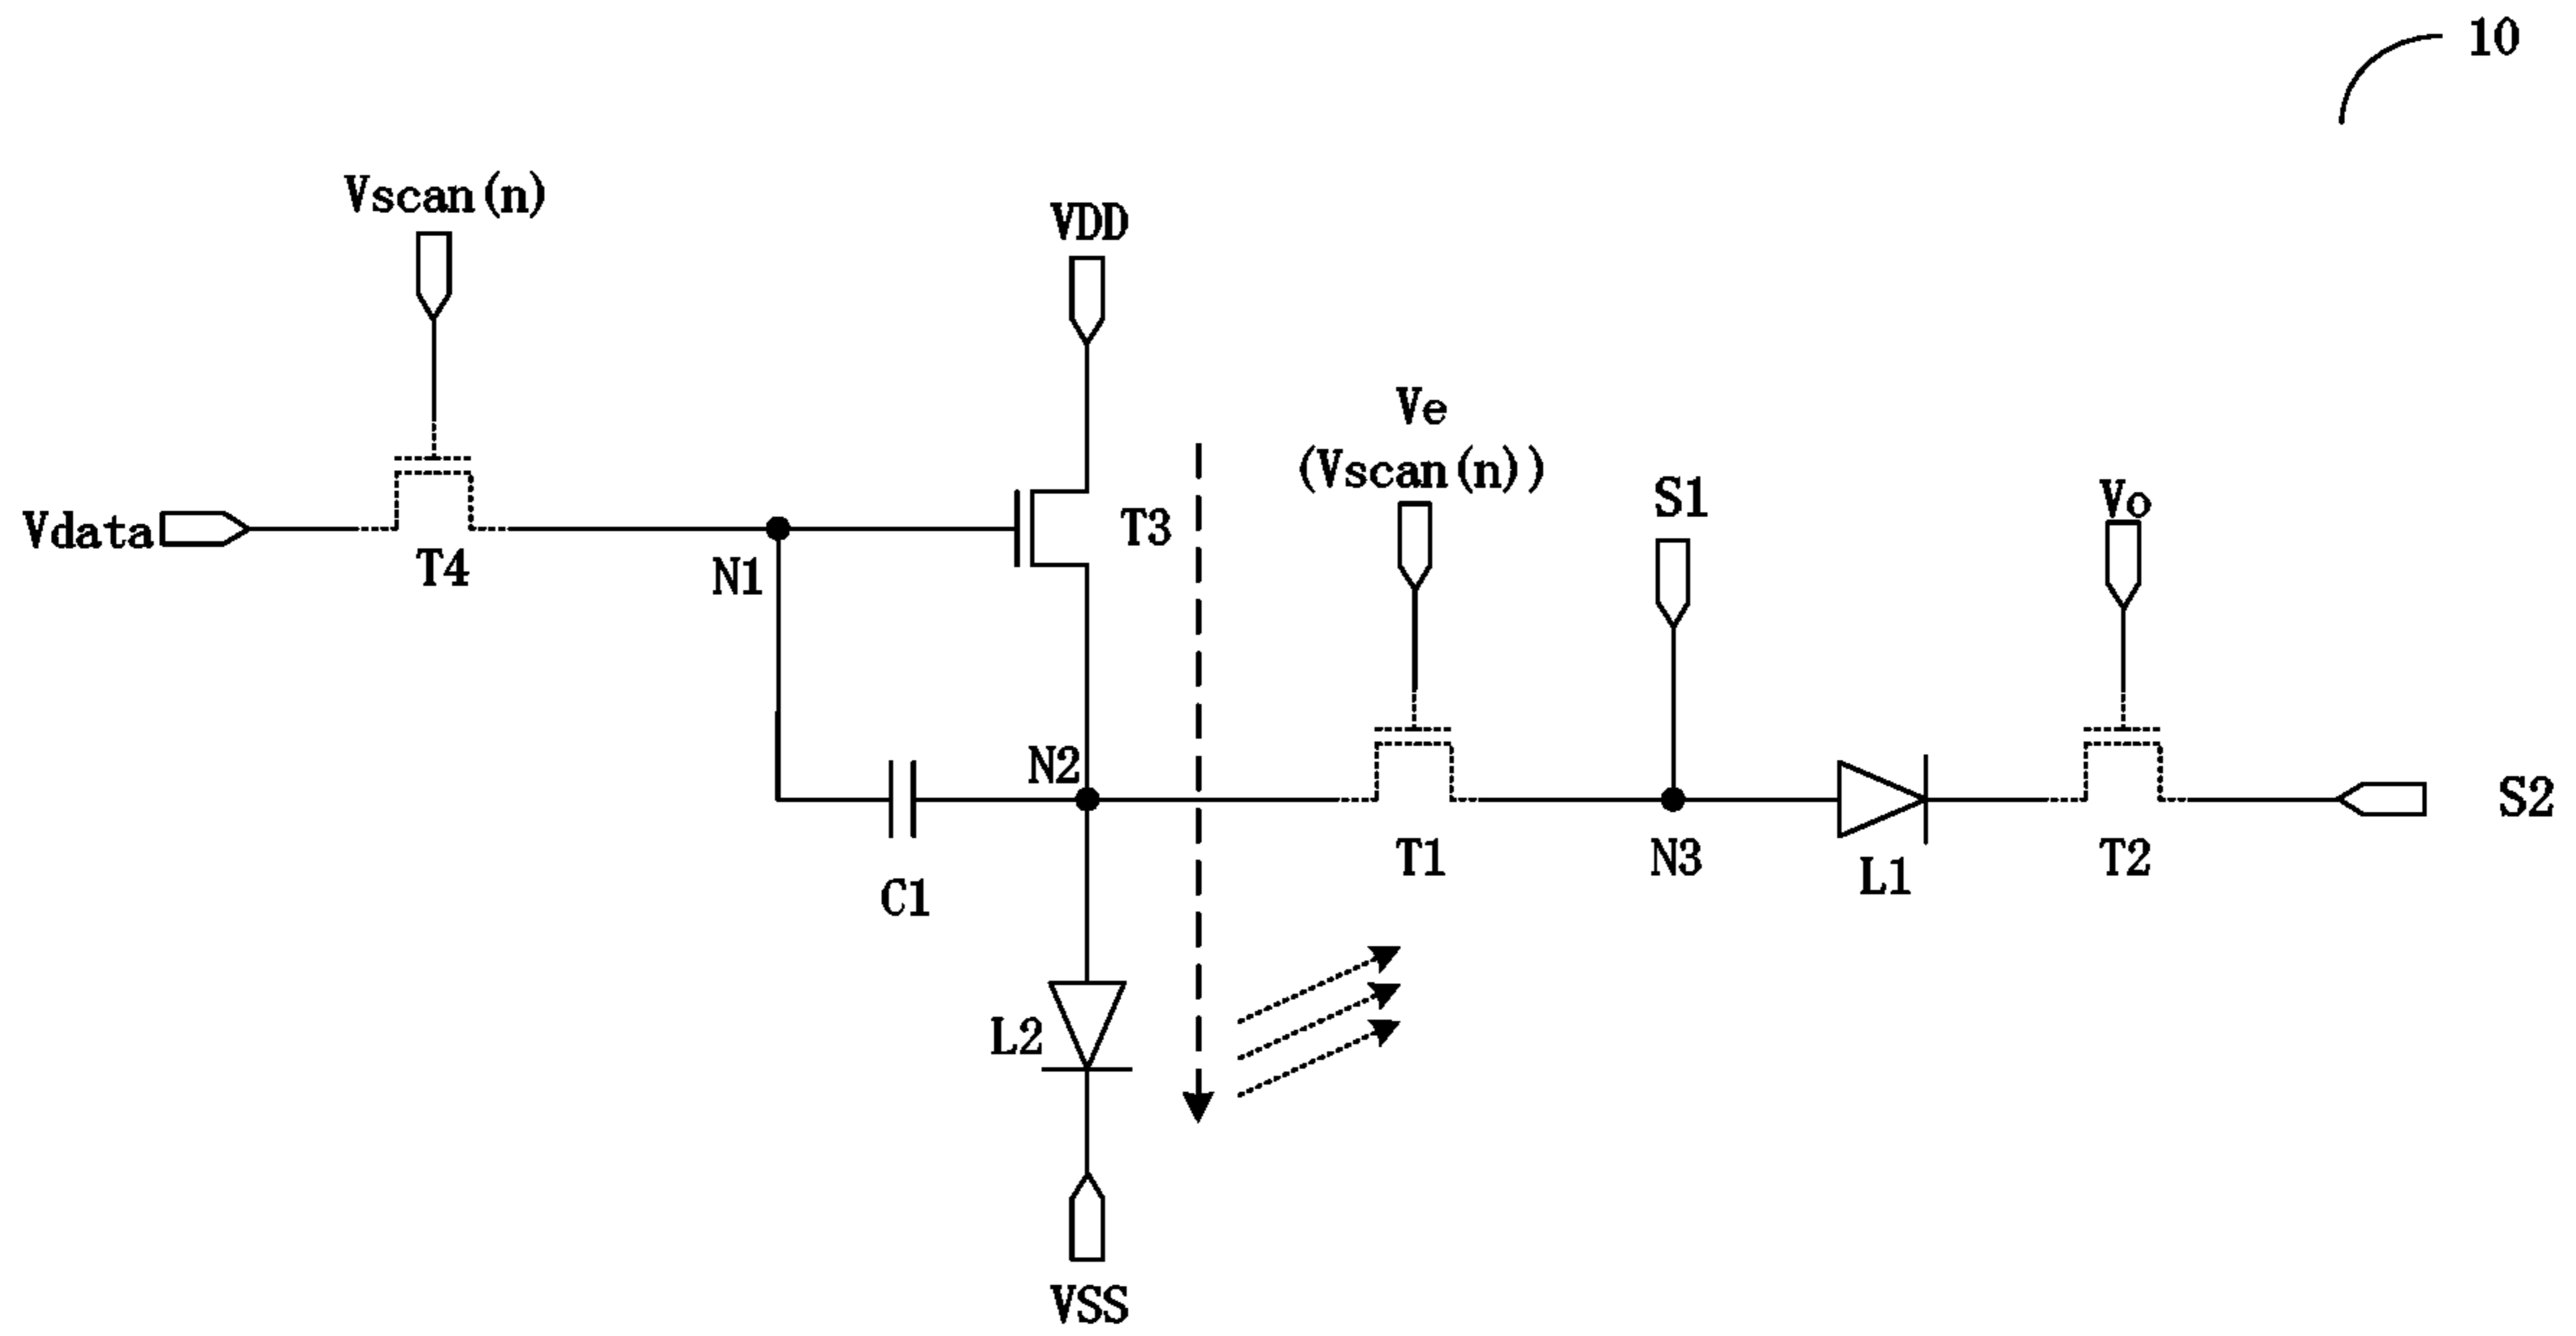 10
Vscan(n)
VDD
Ve
(Vscan(n))
S1
Vo
Vdata
T4
N1
T3
N2
C1
T1
N3
L1
T2
S2
L2
VSS